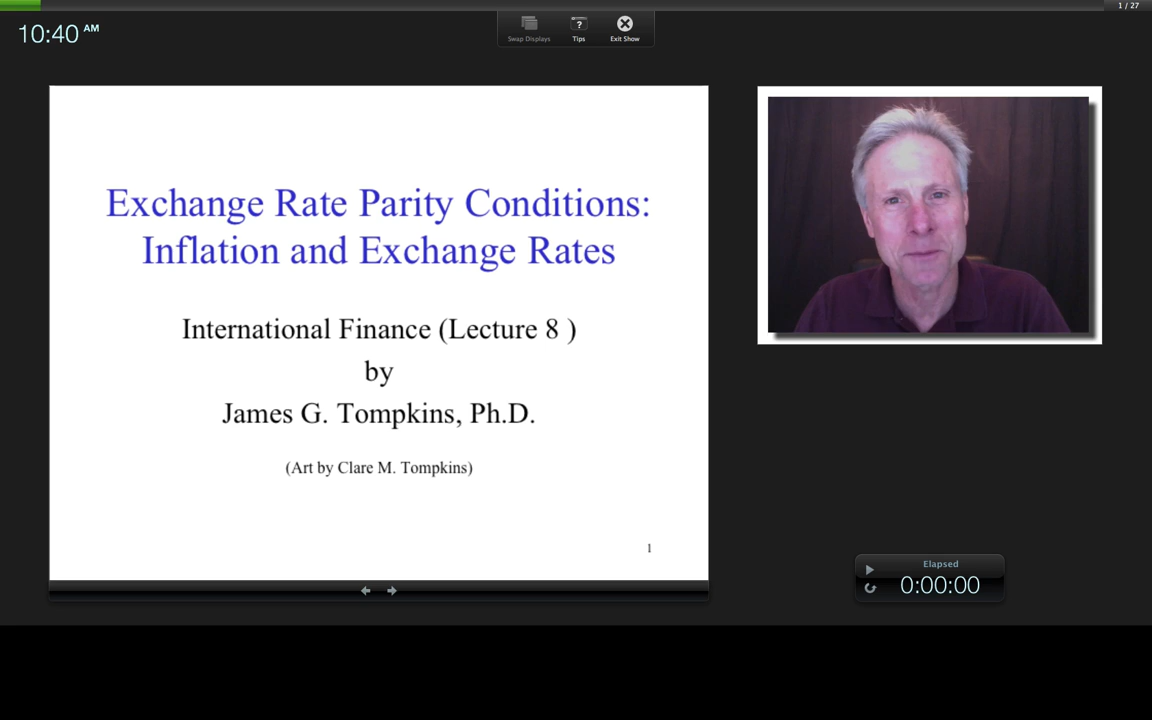 1 / 27
10:40 AM
Swap Displays
Tips
Exit Show
Exchange Rate Parity Conditions:
Inflation and Exchange Rates
International Finance (Lecture 8 )
by
James G. Tompkins, Ph.D.
(Art by Clare M. Tompkins)
1
Elapsed
0:00:00